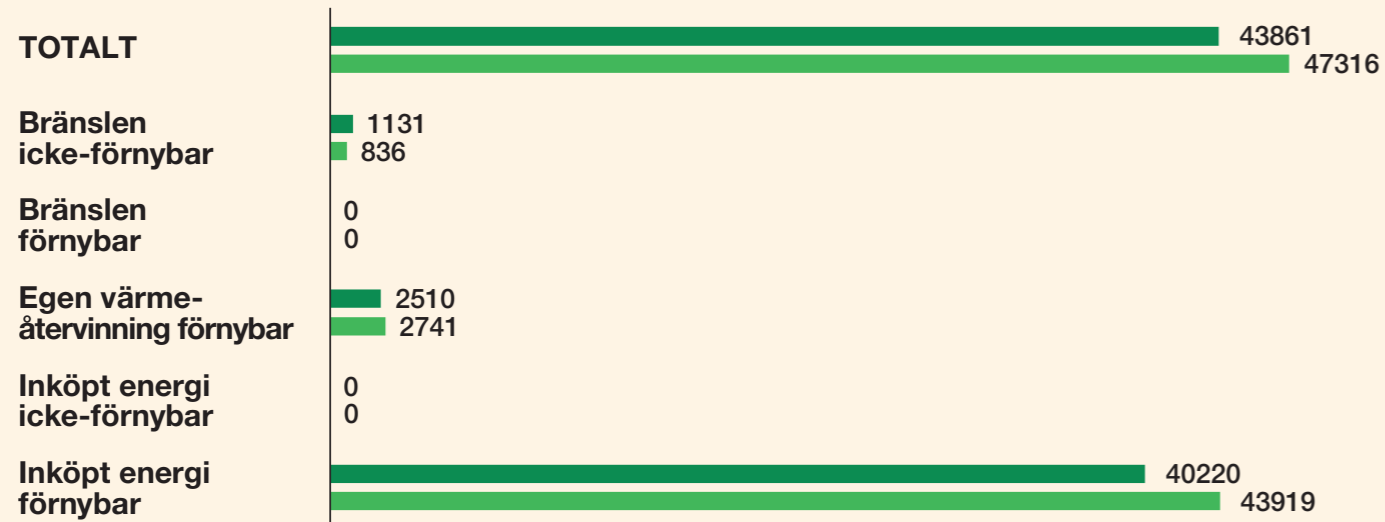 TOTALT
43861
47316
Bränslen
icke-förnybar
1131
836
Bränslen
förnybar
0
0
Egen värme-
återvinning förnybar
2510
2741
Inköpt energi
icke-förnybar
0
0
Inköpt energi
förnybar
40220
43919